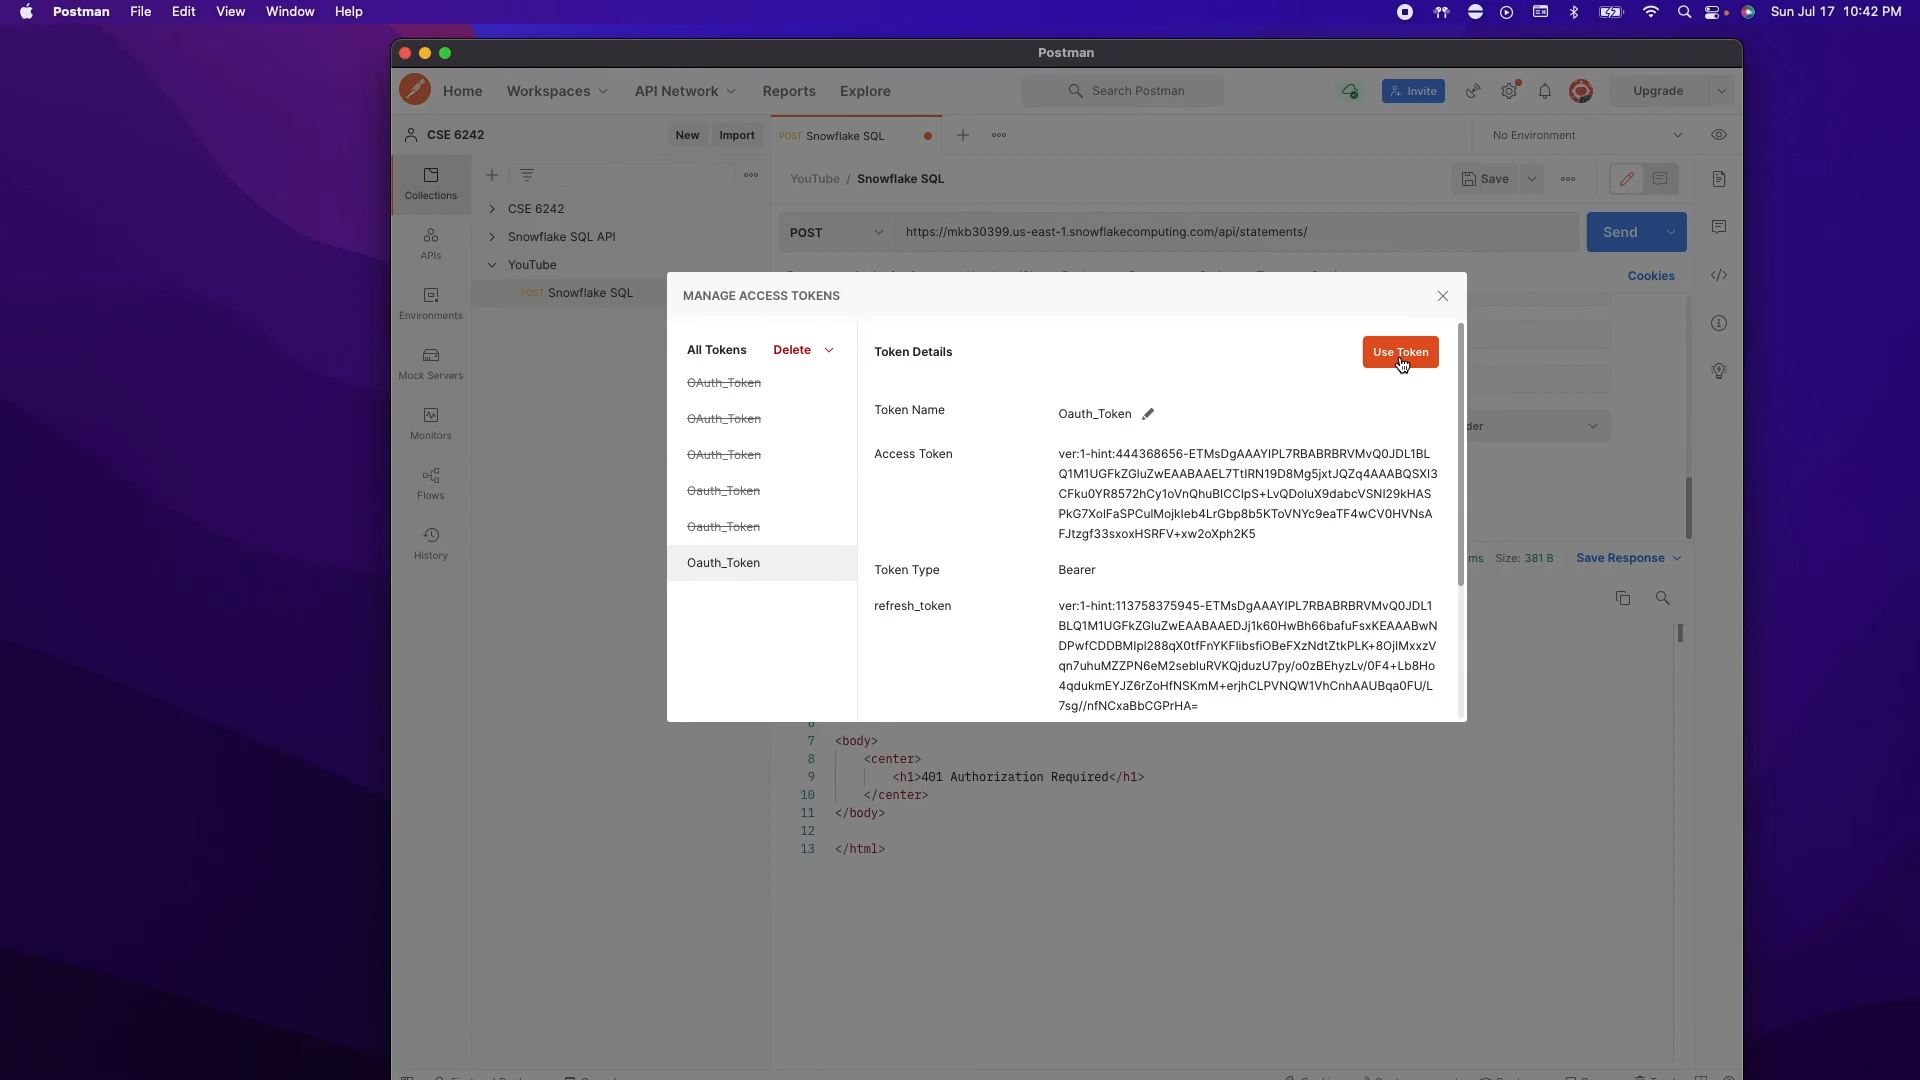 Postman File Edit View Window Help
Sun Jul 17 10:42 PM
Postman
Home Workspaces API Network Reports Explore
Search Postman
Invite
Upgrade
CSE 6242
New Import
POST Snowflake SQL
No Environment
Collections
APIs
Environments
Mock Servers
Monitors
Flows
History
CSE 6242
Snowflake SQL API
YouTube
POST Snowflake SQL
YouTube / Snowflake SQL
Save
POST
https://mkb30399.us-east-1.snowflakecomputing.com/api/statements/
Send
Cookies
MANAGE ACCESS TOKENS
All Tokens Delete
OAuth_Token
OAuth_Token
OAuth_Token
Oauth_Token
Oauth_Token
Oauth_Token
Token Details
Use Token
Token Name
Oauth_Token
Access Token
ver:1-hint:444368656-ETMsDgAAAYIPL7RBABRBRVMvQ0JDL1BL
Q1M1UGFkZGluZwEAABAAEL7TtIRN19D8Mg5jxtJQZq4AAABQSXI3
CFku0YR8572hCy1oVnQhuBlCClpS+LvQDoluX9dabcVSNI29kHAS
PkG7XolFaSPCulMojkleb4LrGbp8b5KToVNYc9eaTF4wCV0HVNsA
FJtzgf33sxoxHSRFV+xw2oXph2K5
Token Type
Bearer
refresh_token
ver:1-hint:113758375945-ETMsDgAAAYIPL7RBABRBRVMvQ0JDL1
BLQ1M1UGFkZGluZwEAABAAEDJj1k60HwBh66bafuFsxKEAAABwN
DPwfCDDBMlpl288qX0tfFnYKFlibsfiOBeFXzNdtZtkPLK+8OjlMxxzV
qn7uhuMZZPN6eM2sebluRVKQjduzU7py/o0zBEhyzLv/0F4+Lb8Ho
4qdukmEYJZ6rZoHfNSKmM+erjhCLPVNQW1VhCnhAAUBqa0FU/L
7sg//nfNCxaBbCGPrHA=
der
ms Size: 381 B Save Response
6
7 <body>
8 <center>
9 <h1>401 Authorization Required</h1>
10 </center>
11 </body>
12
13 </html>